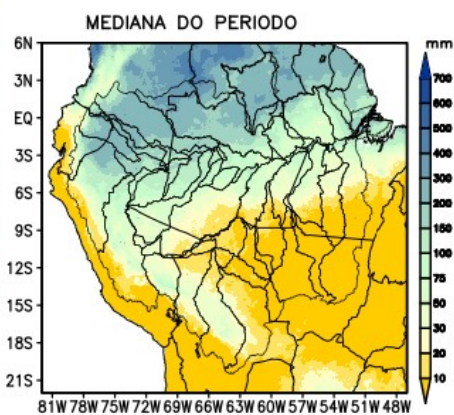 MEDIANA DO PERIODO
mm
6N
3N
EQ
3S
6S
9S
12S
15S
18S
21S
700
600
500
400
300
200
150
100
75
50
30
20
10
81W 78W 75W 72W 69W 66W 63W 60W 57W 54W 51W 48W